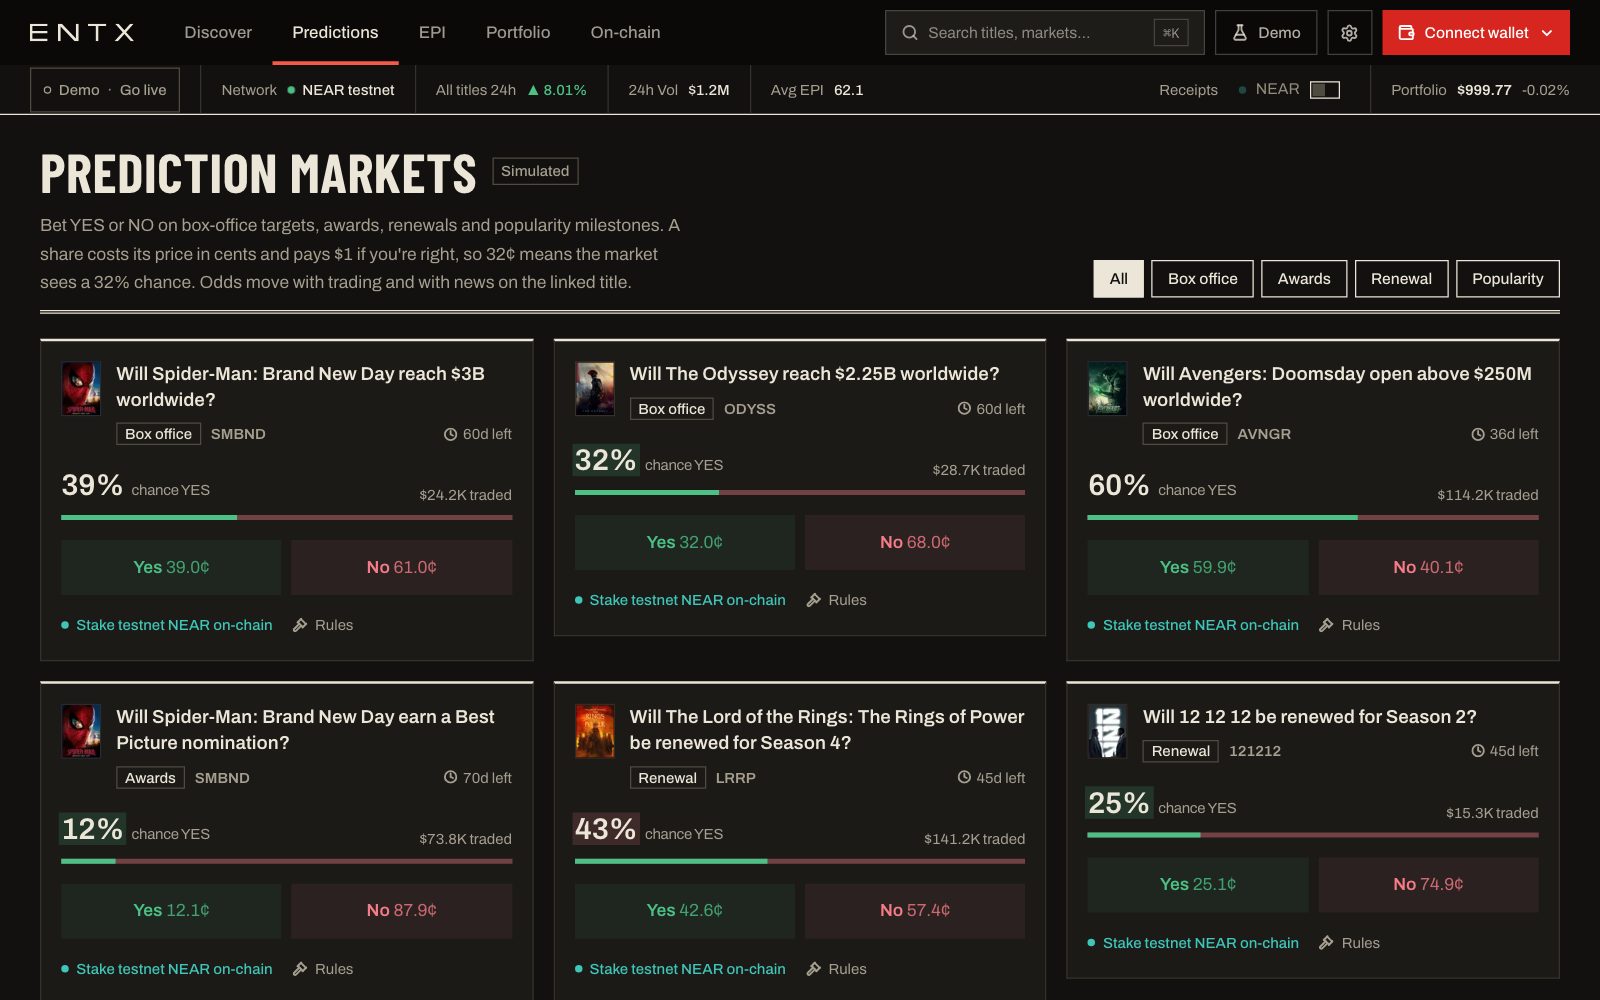 ENTX
Discover
Predictions
EPI
Portfolio
On-chain
Search titles, markets...
⌘K
Demo
Connect wallet
Demo · Go live
Network NEAR testnet
All titles 24h ▲ 8.01%
24h Vol $1.2M
Avg EPI 62.1
Receipts
NEAR
Portfolio $999.77 -0.02%
PREDICTION MARKETS
Simulated
Bet YES or NO on box-office targets, awards, renewals and popularity milestones. A
share costs its price in cents and pays $1 if you're right, so 32¢ means the market
sees a 32% chance. Odds move with trading and with news on the linked title.
All
Box office
Awards
Renewal
Popularity
Will Spider-Man: Brand New Day reach $3B
worldwide?
Box office SMBND
60d left
39% chance YES
$24.2K traded
Yes 39.0¢
No 61.0¢
Stake testnet NEAR on-chain
Rules
Will The Odyssey reach $2.25B worldwide?
Box office ODYSS
60d left
32% chance YES
$28.7K traded
Yes 32.0¢
No 68.0¢
Stake testnet NEAR on-chain
Rules
Will Avengers: Doomsday open above $250M
worldwide?
Box office AVNGR
36d left
60% chance YES
$114.2K traded
Yes 59.9¢
No 40.1¢
Stake testnet NEAR on-chain
Rules
Will Spider-Man: Brand New Day earn a Best
Picture nomination?
Awards SMBND
70d left
12% chance YES
$73.8K traded
Yes 12.1¢
No 87.9¢
Stake testnet NEAR on-chain
Rules
Will The Lord of the Rings: The Rings of Power
be renewed for Season 4?
Renewal LRRP
45d left
43% chance YES
$141.2K traded
Yes 42.6¢
No 57.4¢
Stake testnet NEAR on-chain
Rules
Will 12 12 12 be renewed for Season 2?
Renewal 121212
45d left
25% chance YES
$15.3K traded
Yes 25.1¢
No 74.9¢
Stake testnet NEAR on-chain
Rules